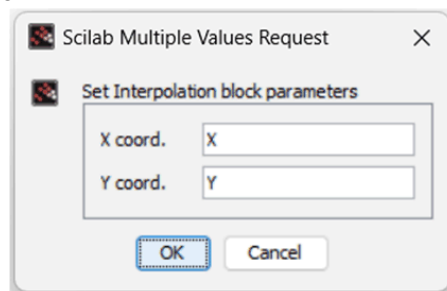 Scilab Multiple Values Request
Set Interpolation block parameters
X coord. X
Y coord. Y
OK Cancel